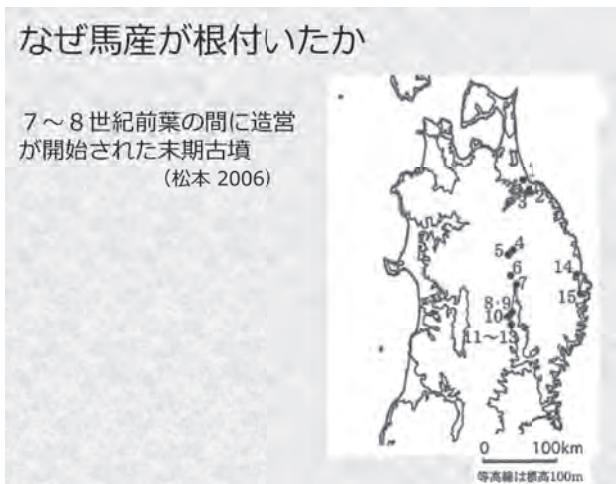 なぜ馬産が根付いたか
７～８世紀前葉の間に造営
が開始された末期古墳
(松本 2006)
1
2
3
4
5
6
7
14
15
8·9
10
11～13
0 100km
等高線は標高100m